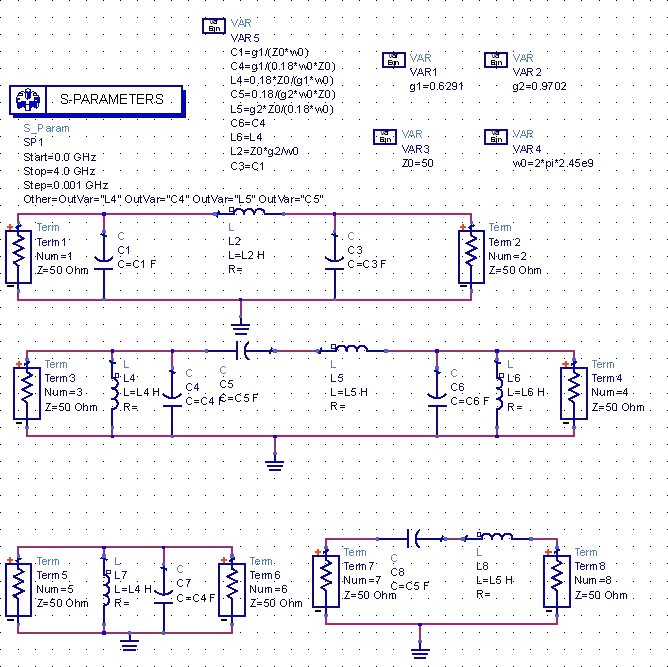 Var
Eqn
VAR
VAR5
C1=g1/(Z0*w0)
C4=g1/(0.18*w0*Z0)
L4=0.18*Z0/(g1*w0)
C5=0.18/(g2*w0*Z0)
L5=g2*Z0/(0.18*w0)
C6=C4
L6=L4
L2=Z0*g2/w0
C3=C1
Var
Eqn
VAR
VAR1
g1=0.6291
Var
Eqn
VAR
VAR2
g2=0.9702
Var
Eqn
VAR
VAR3
Z0=50
Var
Eqn
VAR
VAR4
w0=2*pi*2.45e9
S-PARAMETERS
S_Param
SP1
Start=0.0 GHz
Stop=4.0 GHz
Step=0.001 GHz
Other=OutVar="L4" OutVar="C4" OutVar="L5" OutVar="C5"
Term
Term1
Num=1
Z=50 Ohm
C
C1
C=C1 F
L
L2
L=L2 H
R=
C
C3
C=C3 F
Term
Term2
Num=2
Z=50 Ohm
Term
Term3
Num=3
Z=50 Ohm
L
L4
L=L4 H
R=
C
C4
C=C4 F
C
C5
C=C5 F
L
L5
L=L5 H
R=
C
C6
C=C6 F
L
L6
L=L6 H
R=
Term
Term4
Num=4
Z=50 Ohm
Term
Term5
Num=5
Z=50 Ohm
L
L7
L=L4 H
R=
C
C7
C=C4 F
Term
Term6
Num=6
Z=50 Ohm
Term
Term7
Num=7
Z=50 Ohm
C
C8
C=C5 F
L
L8
L=L5 H
R=
Term
Term8
Num=8
Z=50 Ohm